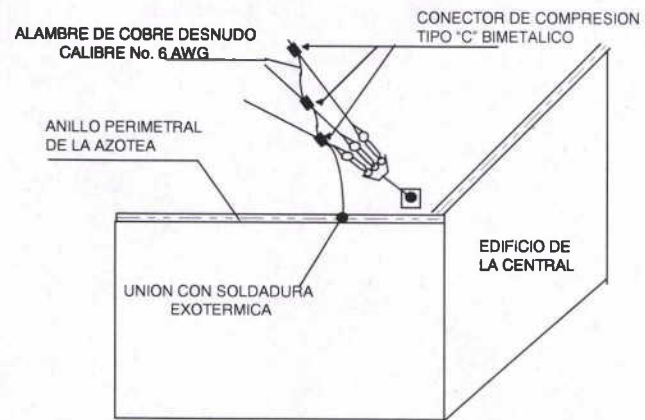 CONECTOR DE COMPRESION
TIPO "C" BIMETALICO
ALAMBRE DE COBRE DESNUDO
CALIBRE No. 6 AWG
ANILLO PERIMETRAL
DE LA AZOTEA
EDIFICIO DE
LA CENTRAL
UNION CON SOLDADURA
EXOTERMICA